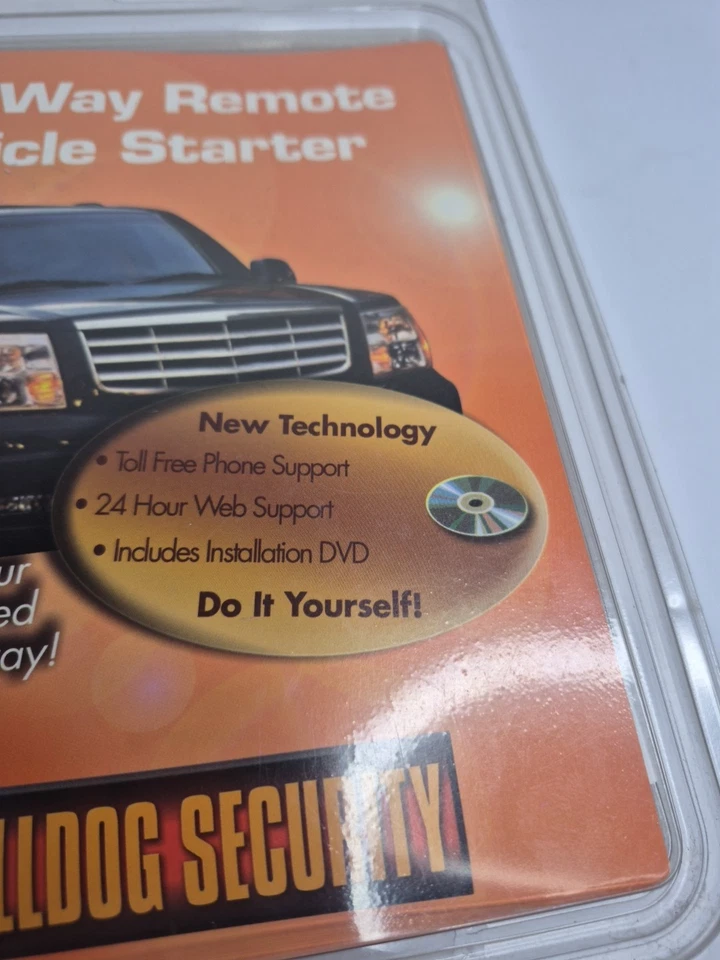 Way Remote
icle Starter
New Technology
• Toll Free Phone Support
• 24 Hour Web Support
• Includes Installation DVD
Do It Yourself!
ur
ed
ay!
LLDOG SECURITY